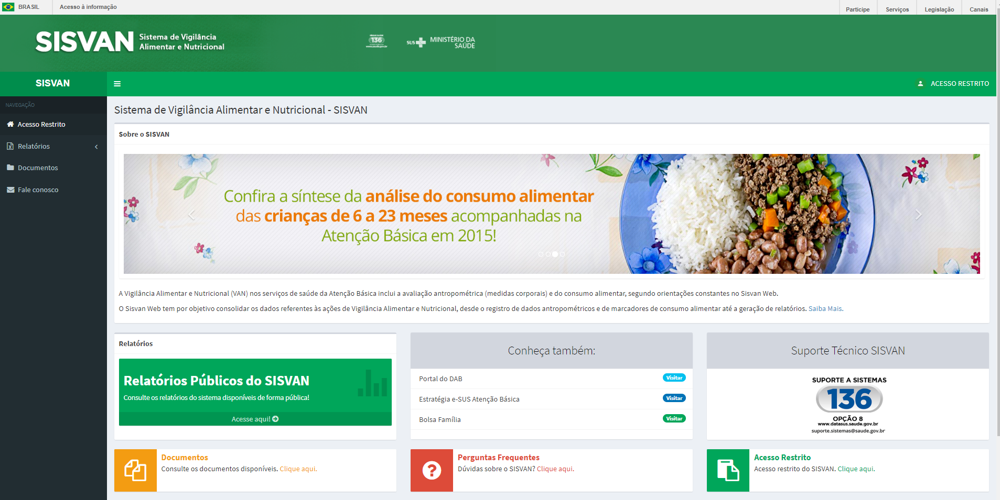 BRASIL
Acesso à informação
Participe
Serviços
Legislação
Canais
SISVAN
Sistema de Vigilância
Alimentar e Nutricional
136
SUS
MINISTÉRIO DA
SAÚDE
SISVAN
ACESSO RESTRITO
NAVEGAÇÃO
Acesso Restrito
Relatórios
Documentos
Fale conosco
Sistema de Vigilância Alimentar e Nutricional - SISVAN
Sobre o SISVAN
Confira a síntese da análise do consumo alimentar
das crianças de 6 a 23 meses acompanhadas na
Atenção Básica em 2015!
A Vigilância Alimentar e Nutricional (VAN) nos serviços de saúde da Atenção Básica inclui a avaliação antropométrica (medidas corporais) e do consumo alimentar, segundo orientações constantes no Sisvan Web.
O Sisvan Web tem por objetivo consolidar os dados referentes às ações de Vigilância Alimentar e Nutricional, desde o registro de dados antropométricos e de marcadores de consumo alimentar até a geração de relatórios. Saiba Mais.
Relatórios
Relatórios Públicos do SISVAN
Consulte os relatórios do sistema disponíveis de forma pública!
Acesse aqui!
Conheça também:
Portal do DAB
Visitar
Estratégia e-SUS Atenção Básica
Visitar
Bolsa Família
Visitar
Suporte Técnico SISVAN
SUPORTE A SISTEMAS
136
OPÇÃO 8
www.datasus.saude.gov.br
suporte.sistemas@saude.gov.br
Documentos
Consulte os documentos disponíveis. Clique aqui.
Perguntas Frequentes
Dúvidas sobre o SISVAN? Clique aqui.
Acesso Restrito
Acesso restrito do SISVAN. Clique aqui.